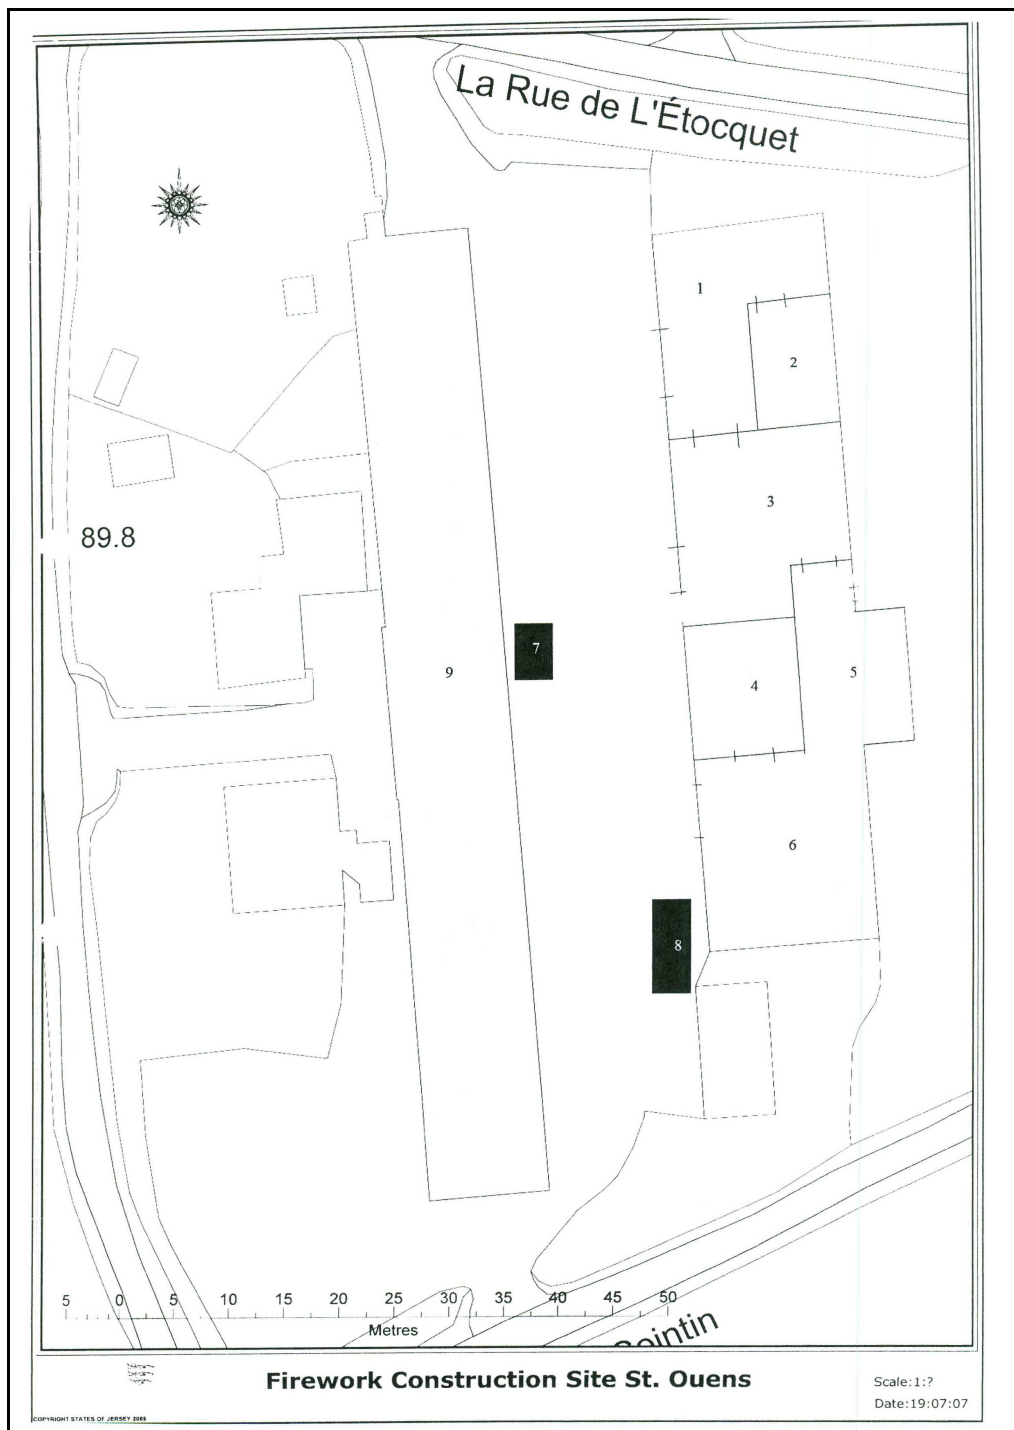 La Rue de L'Étocquet
1
2
3
89.8
7
9
4
5
6
8
5 0 5 10 15 20 25 30 35 40 45 50
Metres
Firework Construction Site St. Ouens
Scale:1:?
Date:19:07:07
COPYRIGHT STATES OF JERSEY 2005